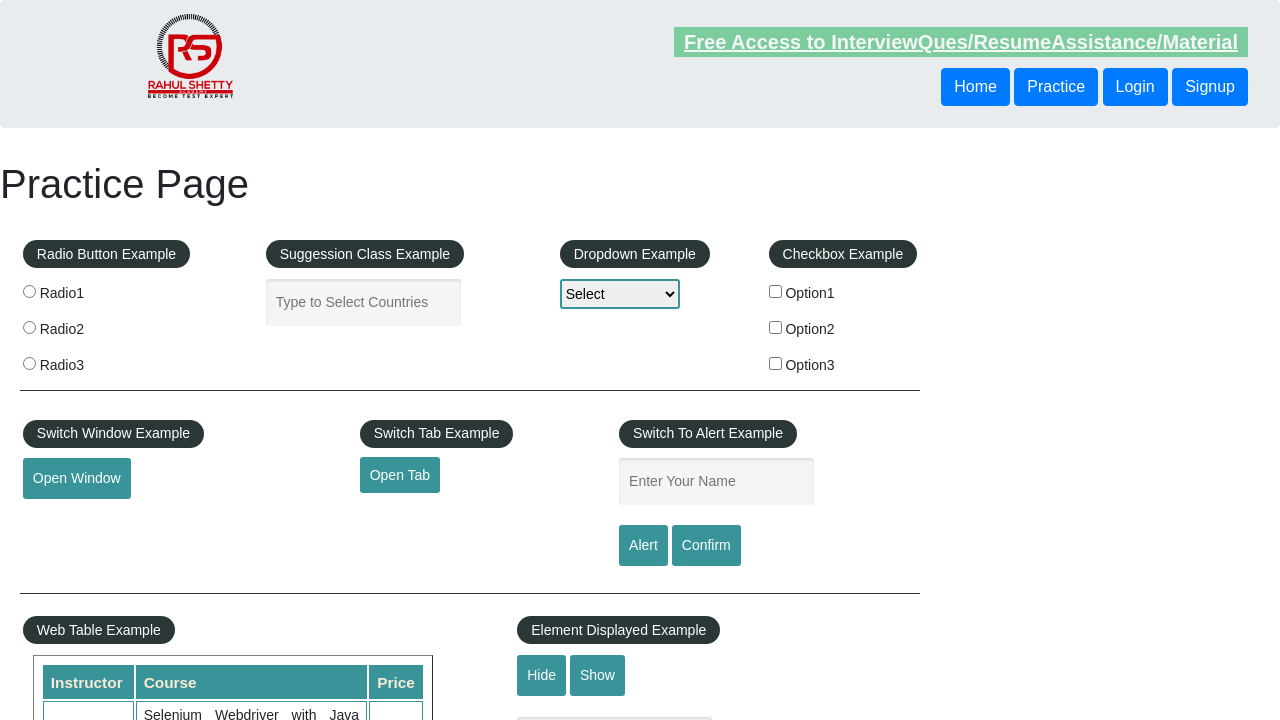 RAHUL SHETTY
ACADEMY
BECOME TEST EXPERT
Free Access to InterviewQues/ResumeAssistance/Material
Home Practice Login Signup
Practice Page
Radio Button Example Suggession Class Example Dropdown Example Checkbox Example
Radio1 Type to Select Countries Select Option1
Radio2 Option2
Radio3 Option3
Switch Window Example Switch Tab Example Switch To Alert Example
Open Window Open Tab Enter Your Name
Alert Confirm
Web Table Example Element Displayed Example
Hide Show
Instructor Course Price
Selenium Webdriver with Java